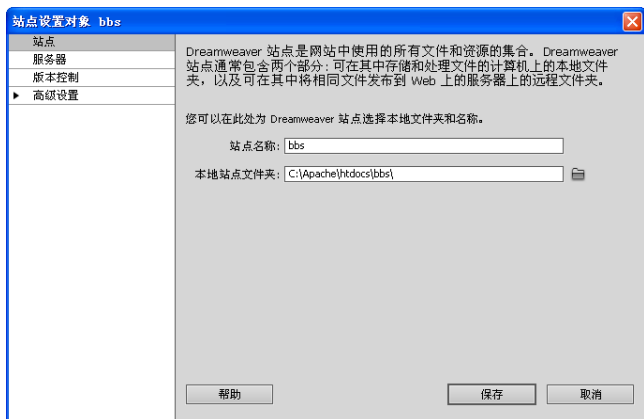 站点设置对象 bbs
站点
服务器
版本控制
高级设置
Dreamweaver 站点是网站中使用的所有文件和资源的集合。Dreamweaver
站点通常包含两个部分:可在其中存储和处理文件的计算机上的本地文件
夹,以及可在其中将相同文件发布到 Web 上的服务器上的远程文件夹。
您可以在此处为 Dreamweaver 站点选择本地文件夹和名称。
站点名称: bbs
本地站点文件夹: C:\Apache\htdocs\bbs\
帮助 保存 取消